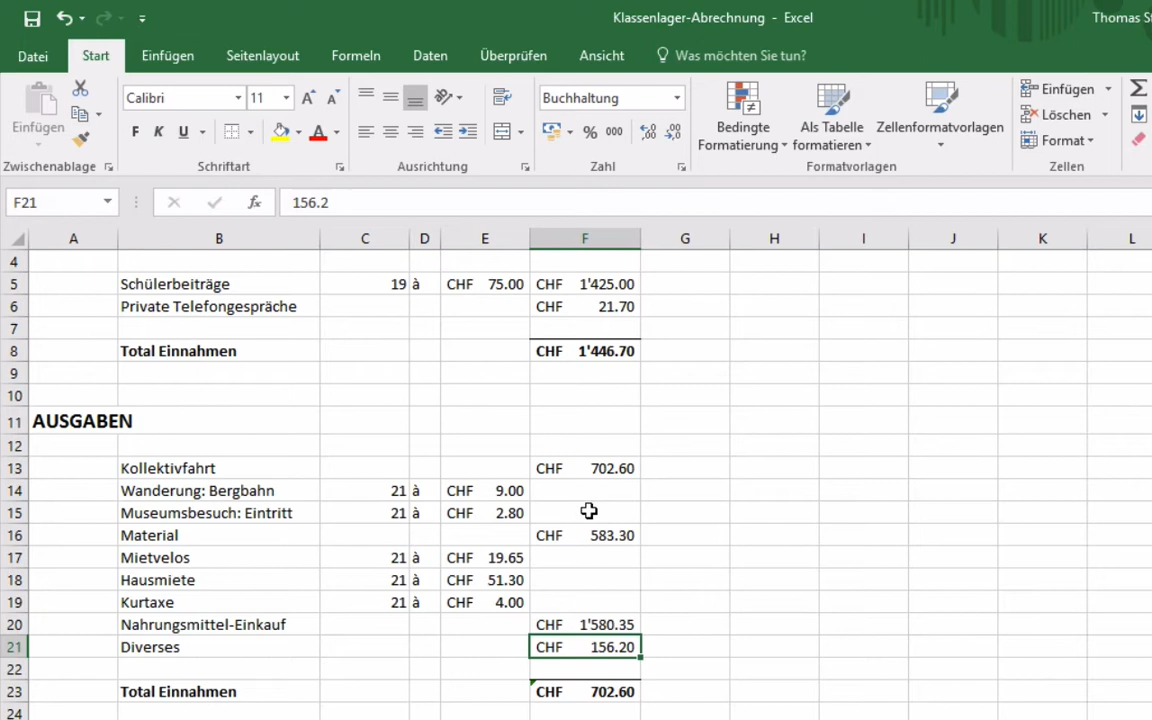 Klassenlager-Abrechnung - Excel
Thomas
Datei Start Einfügen Seitenlayout Formeln Daten Überprüfen Ansicht Was möchten Sie tun?
Einfügen
Zwischenablage
Calibri 11
F K U
Schriftart
Ausrichtung
Buchhaltung
% 000
Zahl
Bedingte Formatierung
Als Tabelle formatieren
Zellenformatvorlagen
Formatvorlagen
Einfügen
Löschen
Format
Zellen
F21 fx 156.2
A B C D E F G H I J K L
4
5 Schülerbeiträge 19 à CHF 75.00 CHF 1'425.00
6 Private Telefongespräche CHF 21.70
7
8 Total Einnahmen CHF 1'446.70
9
10
11 AUSGABEN
12
13 Kollektivfahrt CHF 702.60
14 Wanderung: Bergbahn 21 à CHF 9.00
15 Museumsbesuch: Eintritt 21 à CHF 2.80
16 Material CHF 583.30
17 Mietvelos 21 à CHF 19.65
18 Hausmiete 21 à CHF 51.30
19 Kurtaxe 21 à CHF 4.00
20 Nahrungsmittel-Einkauf CHF 1'580.35
21 Diverses CHF 156.20
22
23 Total Einnahmen CHF 702.60
24